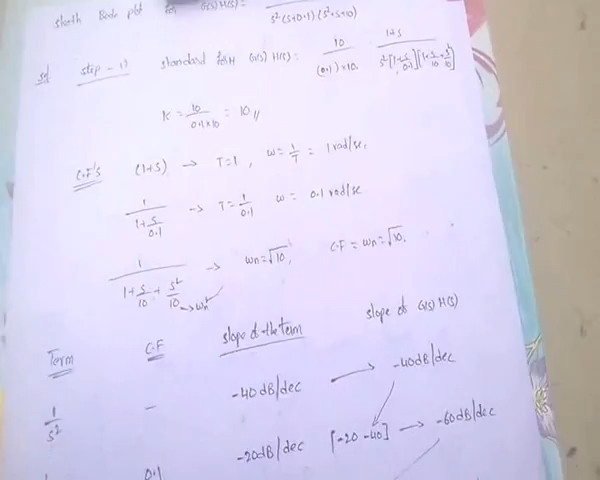 sketch Bode plot for G(s)H(s) =
s²(s+0.1)(s²+s+10)
sol step-1) standard form G(s) H(s): 10 / (0.1)×10. 1+s / s²[1+s/0.1][1+s/10+s²/10]
K = 10/0.1×10 = 10 //
C.F's (1+s) → T=1, ω = 1/T = 1 rad/sec,
1/1+s/0.1 → T = 1/0.1 ω = 0.1 rad/sec
1/1+s/10+s²/10 → ωn = √10, C.F = ωn = √10,
→ωn²
Term C.F slope of the term slope of G(s) H(s)
1/s² - -40 dB/dec → -40dB/dec
0.1 -20dB/dec [-20-40] → -60dB/dec